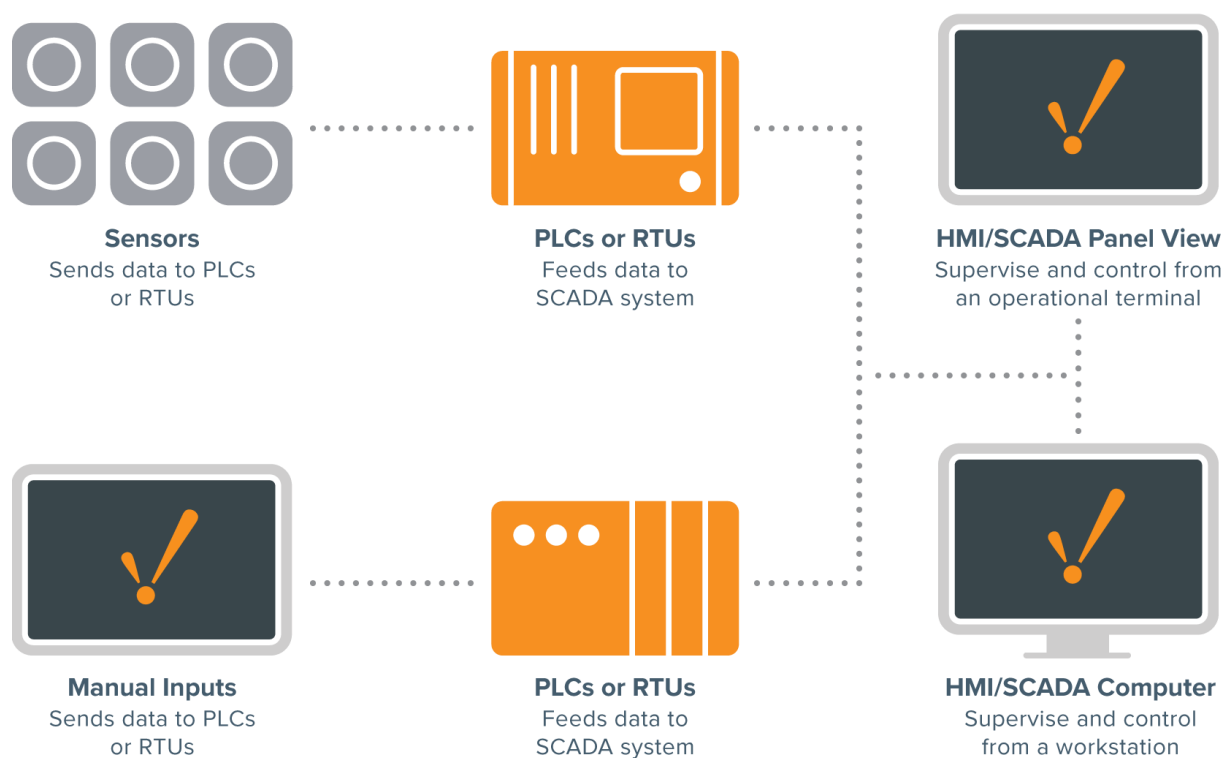 Sensors
Sends data to PLCs
or RTUs
PLCs or RTUs
Feeds data to
SCADA system
HMI/SCADA Panel View
Supervise and control from
an operational terminal
Manual Inputs
Sends data to PLCs
or RTUs
PLCs or RTUs
Feeds data to
SCADA system
HMI/SCADA Computer
Supervise and control
from a workstation